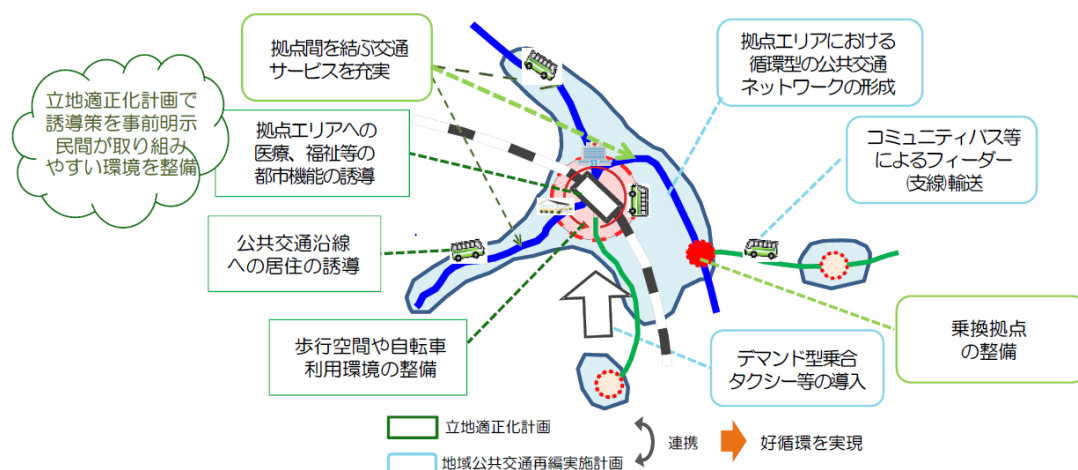 拠点間を結ぶ交通
サービスを充実
拠点エリアにおける
循環型の公共交通
ネットワークの形成
立地適正化計画で
誘導策を事前明示
民間が取り組み
やすい環境を整備
拠点エリアへの
医療、福祉等の
都市機能の誘導
コミュニティバス等
によるフィーダー
(支線)輸送
公共交通沿線
への居住の誘導
歩行空間や自転車
利用環境の整備
デマンド型乗合
タクシー等の導入
乗換拠点
の整備
立地適正化計画
連携
好循環を実現
地域公共交通再編実施計画